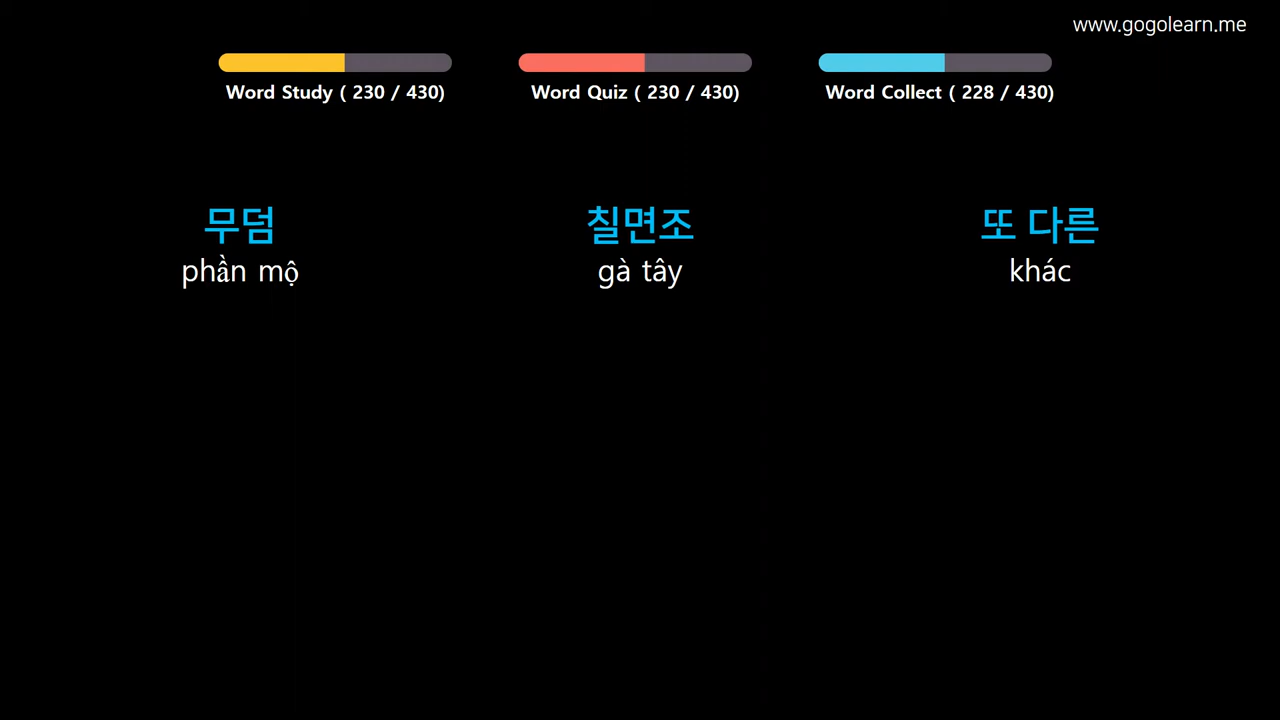 www.gogolearn.me
Word Study ( 230 / 430)
Word Quiz ( 230 / 430)
Word Collect ( 228 / 430)
무덤
phần mộ
칠면조
gà tây
또 다른
khác